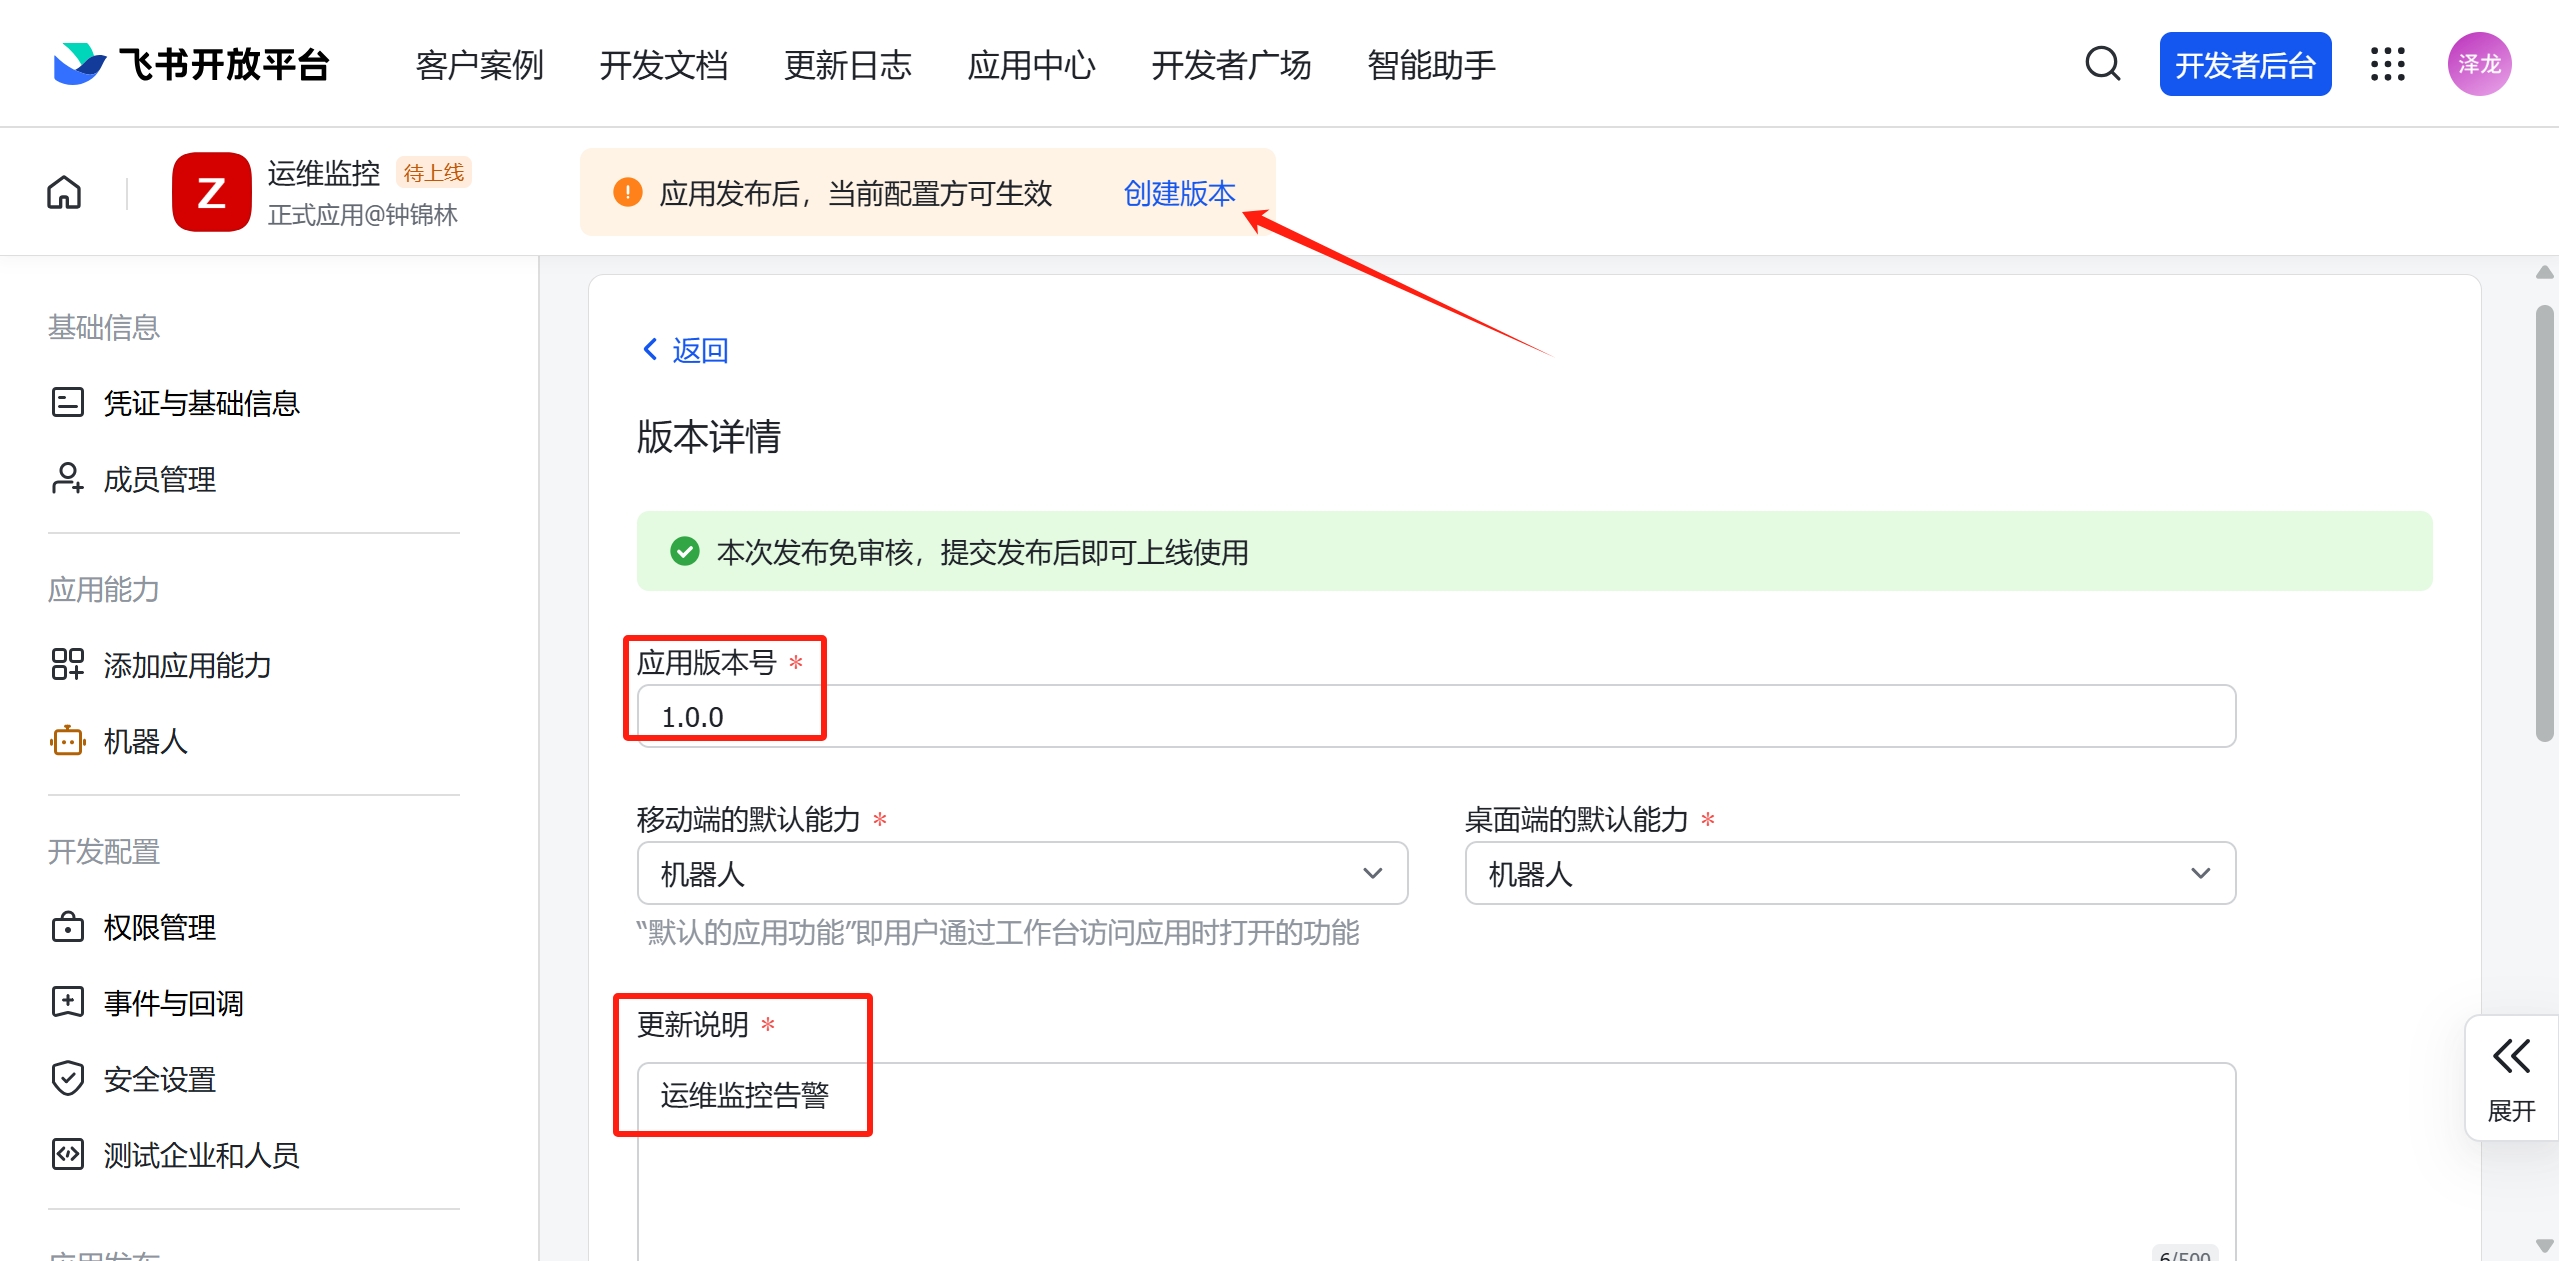 飞书开放平台
客户案例 开发文档 更新日志 应用中心 开发者广场 智能助手
开发者后台
泽龙
Z
运维监控 待上线
正式应用@钟锦林
应用发布后，当前配置方可生效 创建版本
基础信息
凭证与基础信息
成员管理
应用能力
添加应用能力
机器人
开发配置
权限管理
事件与回调
安全设置
测试企业和人员
应用发布
返回
版本详情
本次发布免审核，提交发布后即可上线使用
应用版本号 *
1.0.0
移动端的默认能力 *
机器人
桌面端的默认能力 *
机器人
“默认的应用功能”即用户通过工作台访问应用时打开的功能
更新说明 *
运维监控告警
6/500
展开